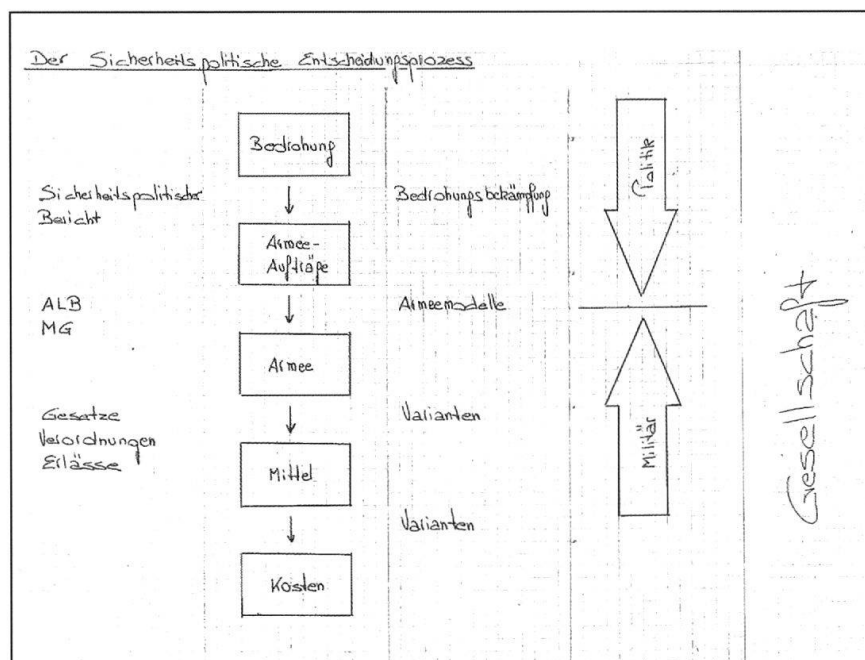 Der Sicherheitspolitische Entscheidungsprozess
Bedrohung
Sicherheitspolitischer
Bericht
Bedrohungsbekämpfung
Armee-
Aufträge
ALB
MG
Armeemodelle
Armee
Gesetze
Verordnungen
Erlässe
Varianten
Mittel
Varianten
Kosten
Politik
Militär
Gesellschaft